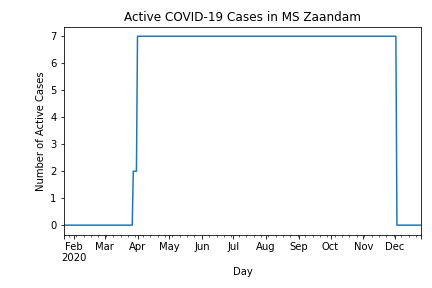 Active COVID-19 Cases in MS Zaandam
Number of Active Cases
7
6
5
4
3
2
1
0
Feb Mar Apr May Jun Jul Aug Sep Oct Nov Dec
2020
Day